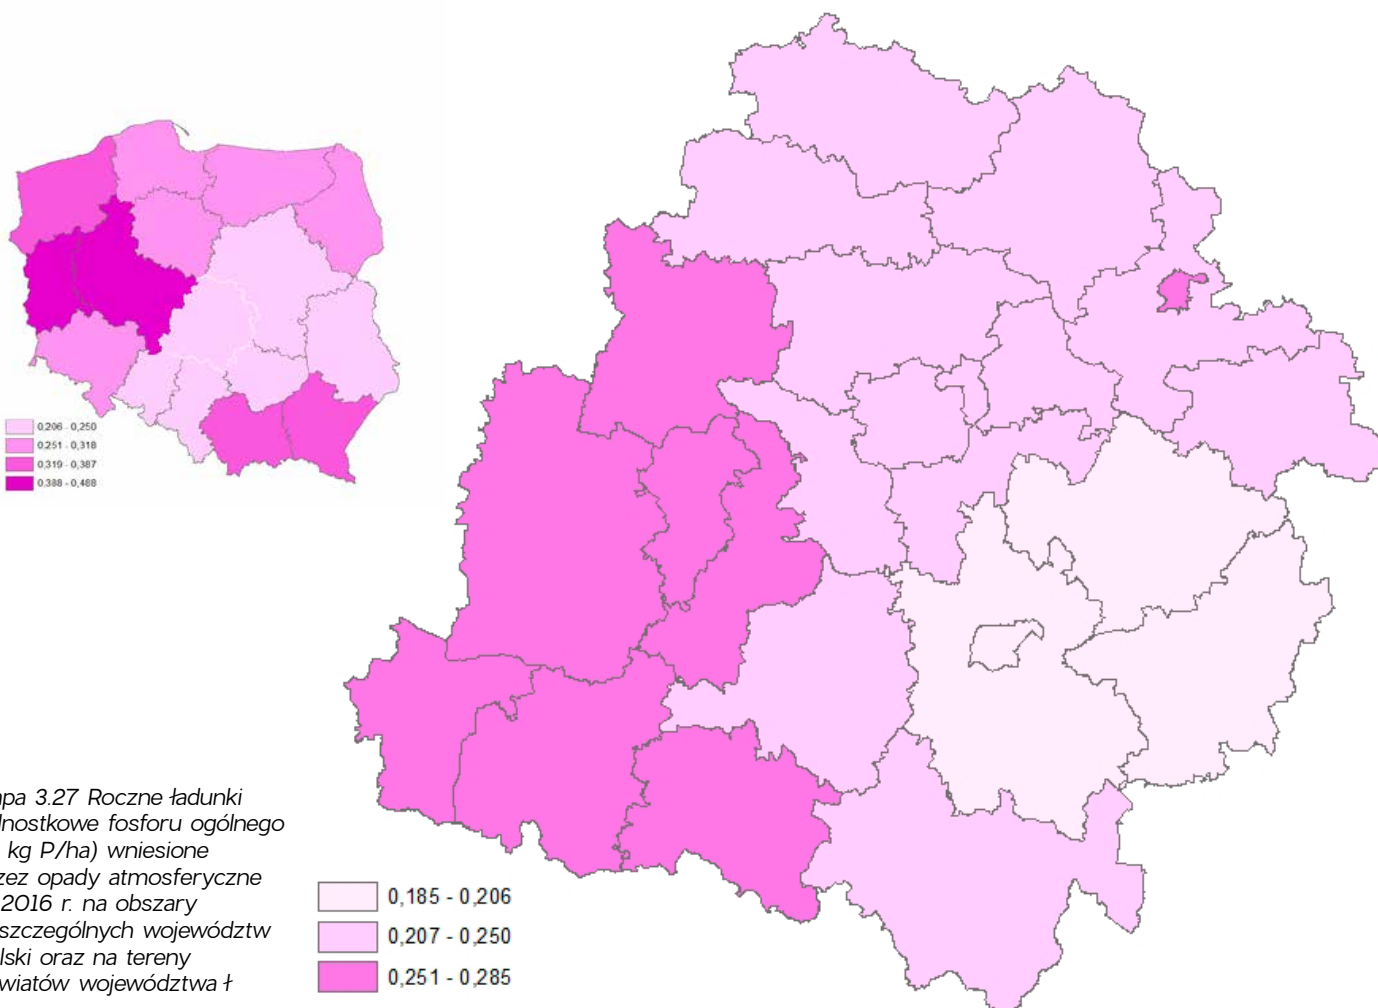 0,206 - 0,250
0,251 - 0,318
0,319 - 0,387
0,388 - 0,488
apa 3.27 Roczne ładunki
dnostkowe fosforu ogólnego
kg P/ha) wniesione
zez opady atmosferyczne
2016 r. na obszary
szczególnych województw
lski oraz na tereny
wiatów województwa ł
0,185 - 0,206
0,207 - 0,250
0,251 - 0,285